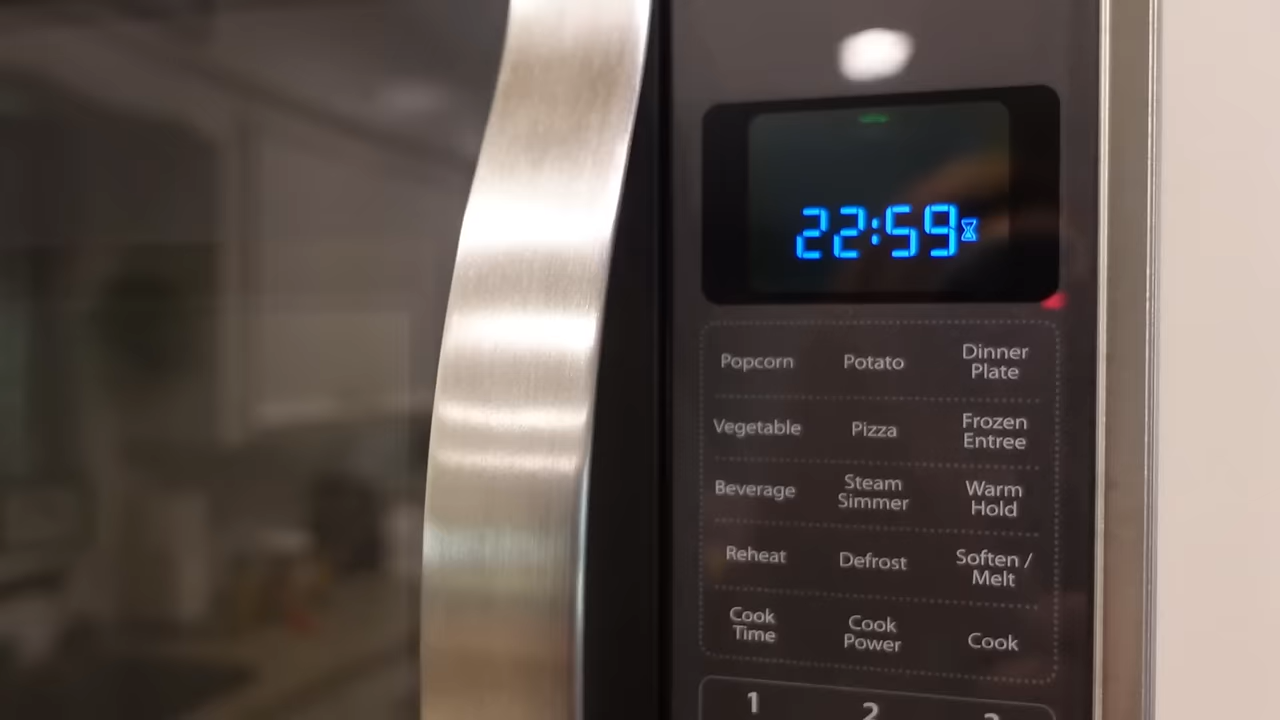 22:59
Popcorn
Potato
Dinner
Plate
Vegetable
Pizza
Frozen
Entree
Beverage
Steam
Simmer
Warm
Hold
Reheat
Defrost
Soften /
Melt
Cook
Time
Cook
Power
Cook
1
2
3